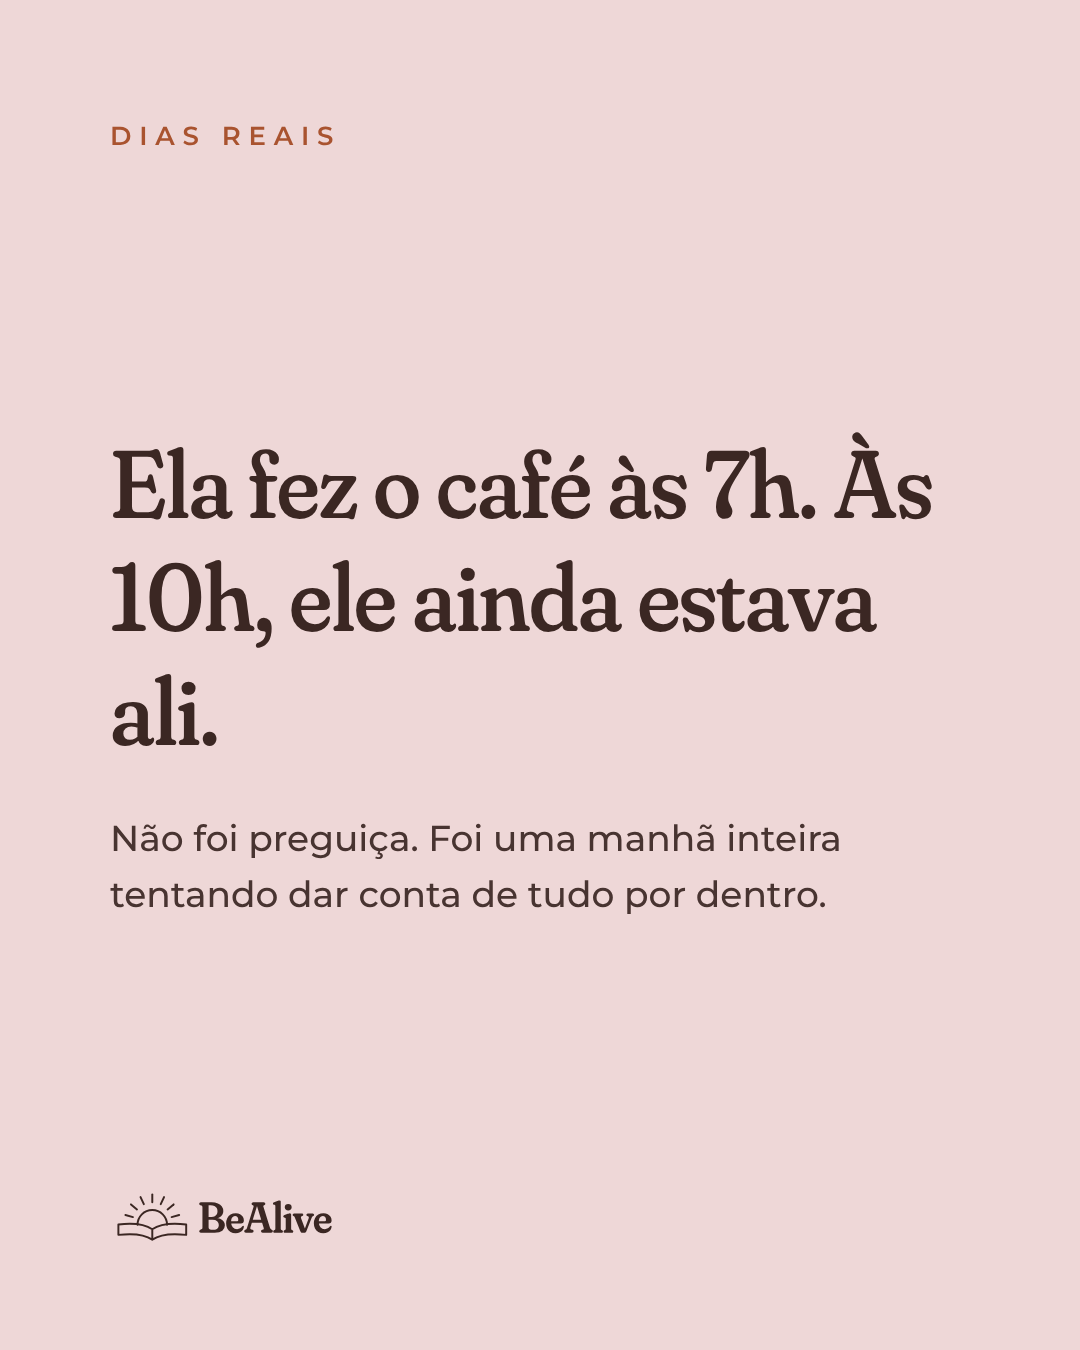 DIAS REAIS
Ela fez o café às 7h. Às
10h, ele ainda estava
ali.
Não foi preguiça. Foi uma manhã inteira
tentando dar conta de tudo por dentro.
BeAlive